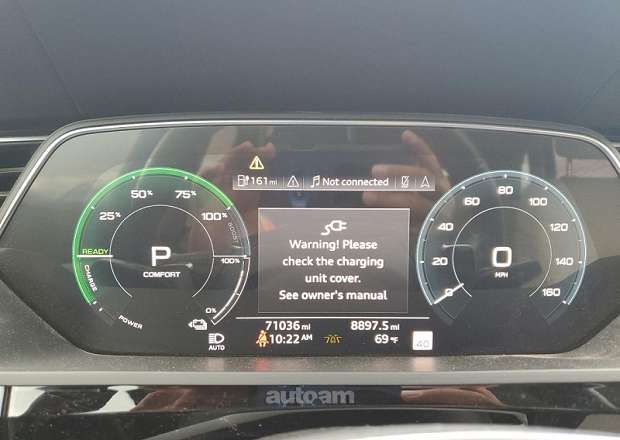 161 mi
Not connected
50%
75%
25%
100%
BOOST
READY
P
COMFORT
100%
CHARGE
0%
POWER
AUTO
Warning! Please
check the charging
unit cover.
See owner's manual
60
80
100
40
120
20
140
0
160
0
MPH
71036 mi
8897.5 mi
10:22 AM
69 °F
40
autoam